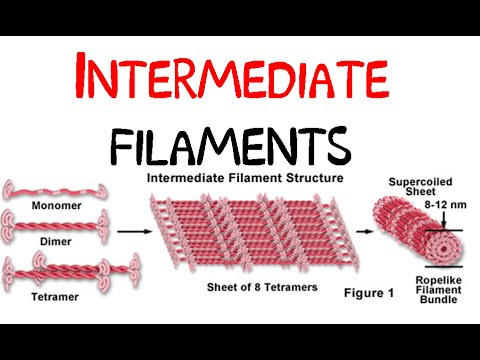 INTERMEDIATE
FILAMENTS
Intermediate Filament Structure
Monomer
Dimer
Tetramer
Sheet of 8 Tetramers
Supercoiled
Sheet
8-12 nm
Ropelike
Filament
Bundle
Figure 1